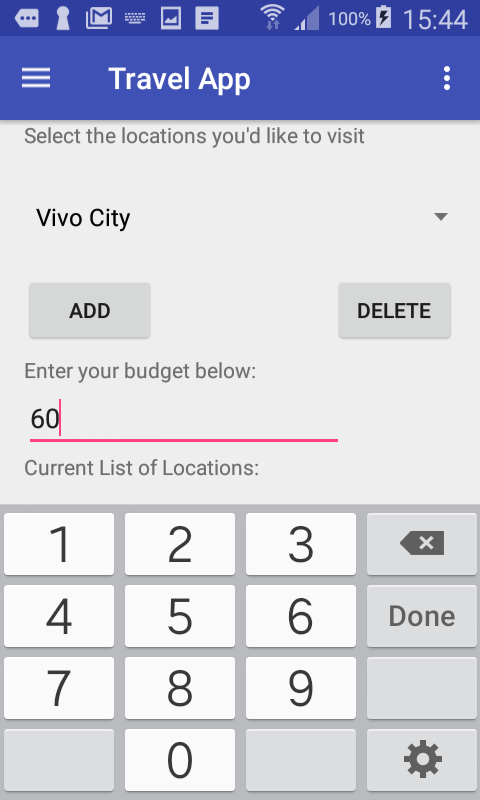 100% 15:44
Travel App
Select the locations you'd like to visit
Vivo City
ADD DELETE
Enter your budget below:
60
Current List of Locations:
1 2 3
4 5 6 Done
7 8 9
0